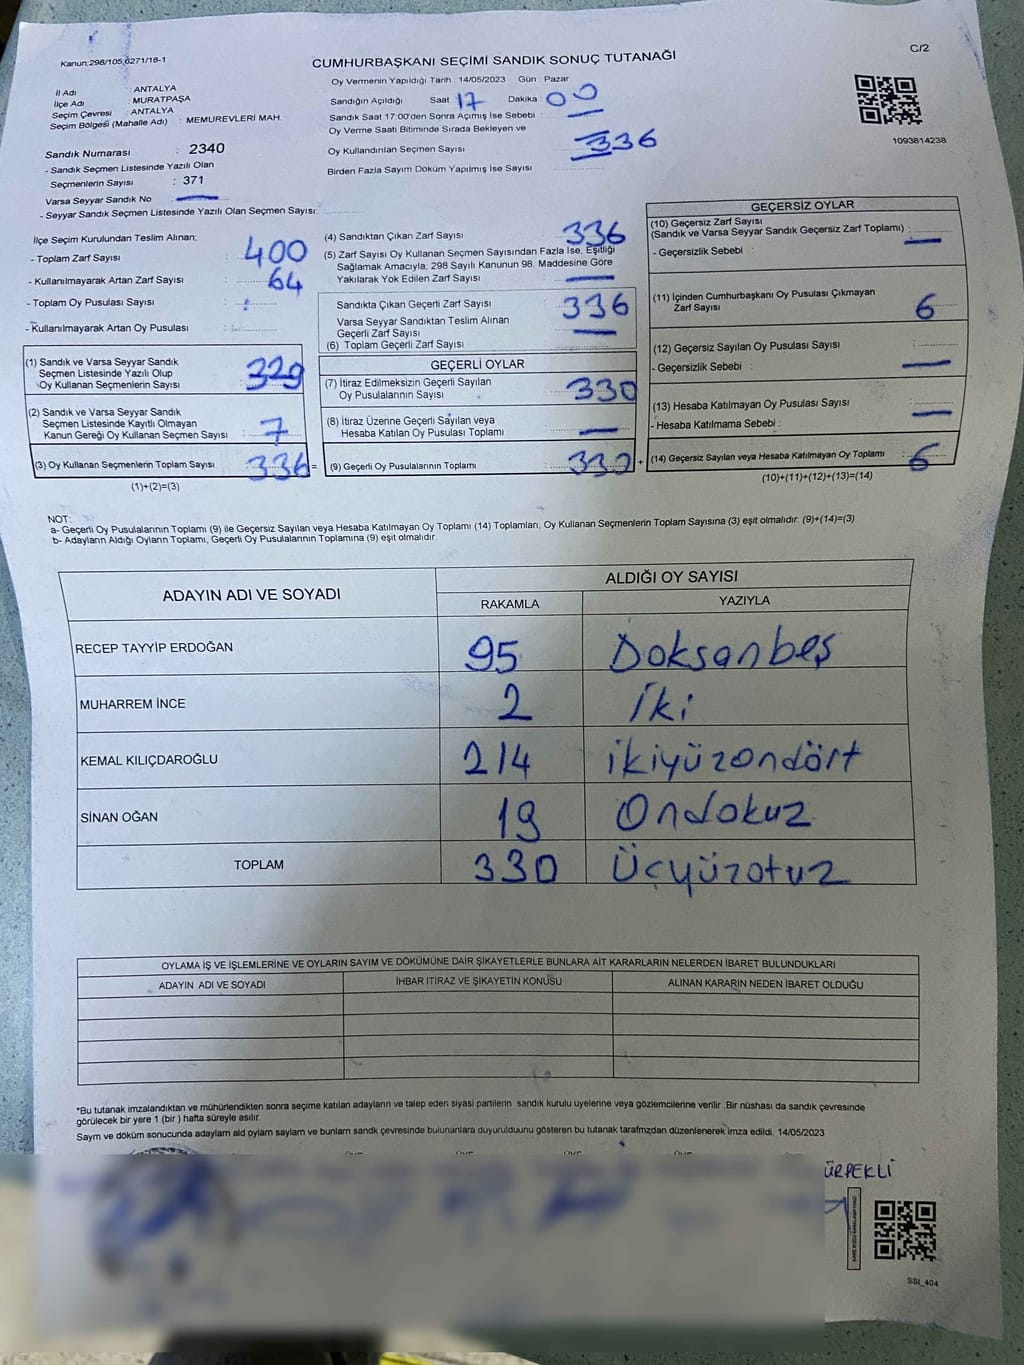 Kanun:298/105,6271/18-1
C/2
CUMHURBAŞKANI SEÇİMİ SANDIK SONUÇ TUTANAĞI
İl Adı : ANTALYA
İlçe Adı : MURATPAŞA
Seçim Çevresi : ANTALYA
Seçim Bölgesi (Mahalle Adı) : MEMUREVLERİ MAH.
Oy Vermenin Yapıldığı Tarih 14/05/2023 Gün Pazar
Sandığın Açıldığı Saat 17 Dakika 00
Sandık Saat 17:00'den Sonra Açımış İse Sebebi :
Oy Verme Saati Bitiminde Sırada Bekleyen ve
Oy Kullandırılan Seçmen Sayısı 336
Birden Fazla Sayım Döküm Yapılmış İse Sayısı :
1093814238
Sandık Numarası : 2340
- Sandık Seçmen Listesinde Yazılı Olan
Seçmenlerin Sayısı : 371
Varsa Seyyar Sandık No :
- Seyyar Sandık Seçmen Listesinde Yazılı Olan Seçmen Sayısı:
İlçe Seçim Kurulundan Teslim Alınan;
- Toplam Zarf Sayısı : 400
- Kullanılmayarak Artan Zarf Sayısı : 64
- Toplam Oy Pusulası Sayısı :
- Kullanılmayarak Artan Oy Pusulası :
(1) Sandık ve Varsa Seyyar Sandık
Seçmen Listesinde Yazılı Olup
Oy Kullanan Seçmenlerin Sayısı : 329
(2) Sandık ve Varsa Seyyar Sandık
Seçmen Listesinde Kayıtlı Olmayan
Kanun Gereği Oy Kullanan Seçmen Sayısı : 7
(3) Oy Kullanan Seçmenlerin Toplam Sayısı : 336 =
(1)+(2)=(3)
(4) Sandıktan Çıkan Zarf Sayısı : 336
(5) Zarf Sayısı Oy Kullanan Seçmen Sayısından Fazla İse, Eşitliği
Sağlamak Amacıyla, 298 Sayılı Kanunun 98. Maddesine Göre
Yakılarak Yok Edilen Zarf Sayısı :
Sandıkta Çıkan Geçerli Zarf Sayısı : 336
Varsa Seyyar Sandıktan Teslim Alınan
Geçerli Zarf Sayısı :
(6) Toplam Geçerli Zarf Sayısı :
GEÇERLİ OYLAR
(7) İtiraz Edilmeksizin Geçerli Sayılan
Oy Pusulalarının Sayısı : 330
(8) İtiraz Üzerine Geçerli Sayılan veya
Hesaba Katılan Oy Pusulası Toplamı :
(9) Geçerli Oy Pusulalarının Toplamı : 330 +
GEÇERSİZ OYLAR
(10) Geçersiz Zarf Sayısı
(Sandık ve Varsa Seyyar Sandık Geçersiz Zarf Toplamı) :
- Geçersizlik Sebebi :
(11) İçinden Cumhurbaşkanı Oy Pusulası Çıkmayan
Zarf Sayısı : 6
(12) Geçersiz Sayılan Oy Pusulası Sayısı :
- Geçersizlik Sebebi :
(13) Hesaba Katılmayan Oy Pusulası Sayısı :
- Hesaba Katılmama Sebebi :
(14) Geçersiz Sayılan veya Hesaba Katılmayan Oy Toplamı : 6
(10)+(11)+(12)+(13)=(14)
NOT:
a- Geçerli Oy Pusulalarının Toplamı (9) ile Geçersiz Sayılan veya Hesaba Katılmayan Oy Toplamı (14) Toplamları, Oy Kullanan Seçmenlerin Toplam Sayısına (3) eşit olmalıdır. (9)+(14)=(3)
b- Adayların Aldığı Oyların Toplamı, Geçerli Oy Pusulalarının Toplamına (9) eşit olmalıdır.
ADAYIN ADI VE SOYADI
ALDIĞI OY SAYISI
RAKAMLA YAZIYLA
RECEP TAYYİP ERDOĞAN 95 Doksanbeş
MUHARREM İNCE 2 İki
KEMAL KILIÇDAROĞLU 214 ikiyüzondört
SİNAN OĞAN 19 Ondokuz
TOPLAM 330 Üçyüzotuz
OYLAMA İŞ VE İŞLEMLERİNE VE OYLARIN SAYIM VE DÖKÜMÜNE DAİR ŞİKAYETLERLE BUNLARA AİT KARARLARIN NELERDEN İBARET BULUNDUKLARI
ADAYIN ADI VE SOYADI İHBAR İTİRAZ VE ŞİKAYETİN KONUSU ALINAN KARARIN NEDEN İBARET OLDUĞU
*Bu tutanak imzalandıktan ve mühürlendikten sonra seçime katılan adayların ve talep eden siyasi partilerin sandık kurulu üyelerine veya gözlemcilerine verilir .Bir nüshası da sandık çevresinde
görülecek bir yere 1 (bir ) hafta süreyle asılır.
Sayım ve döküm sonucunda adayların ald oyların sayların ve bunların sandk çevresinde bulunanlara duyurulduunu gösteren bu tutanak tarafmzdan düzenlenerek imza edildi. 14/05/2023
ÜRPEKLİ
SSI_404